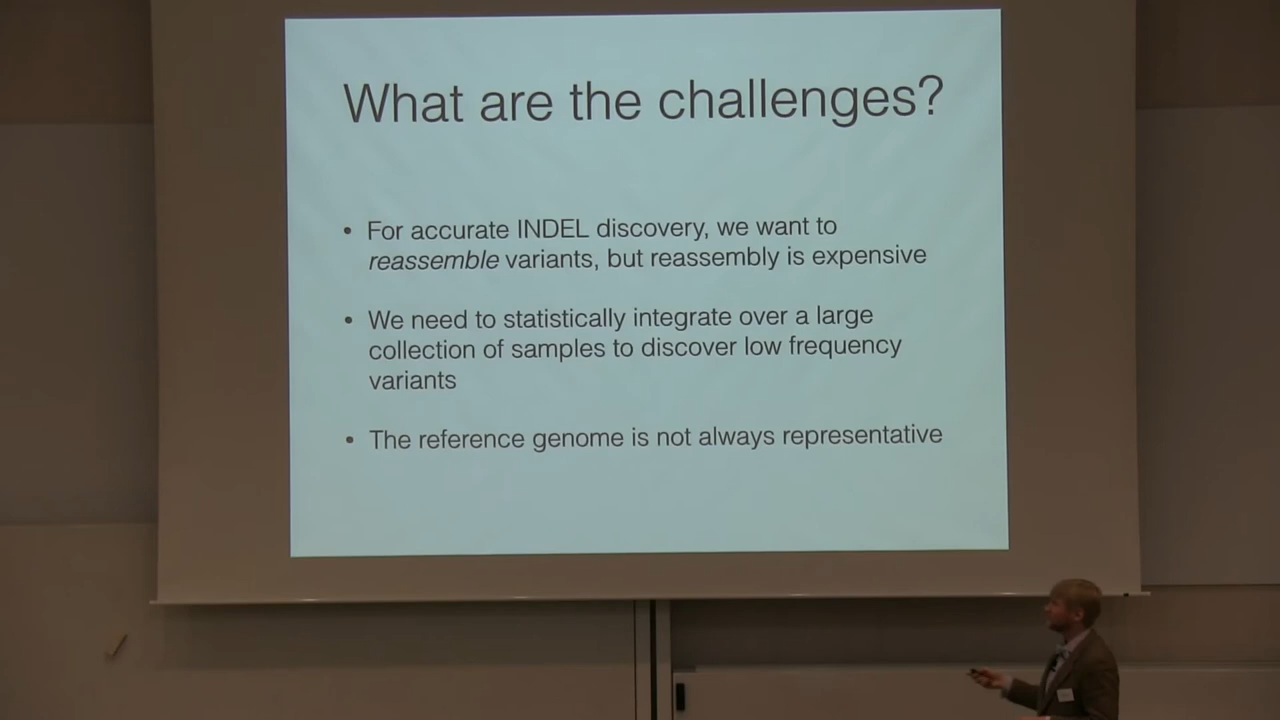 What are the challenges?
• For accurate INDEL discovery, we want to
reassemble variants, but reassembly is expensive
• We need to statistically integrate over a large
collection of samples to discover low frequency
variants
• The reference genome is not always representative